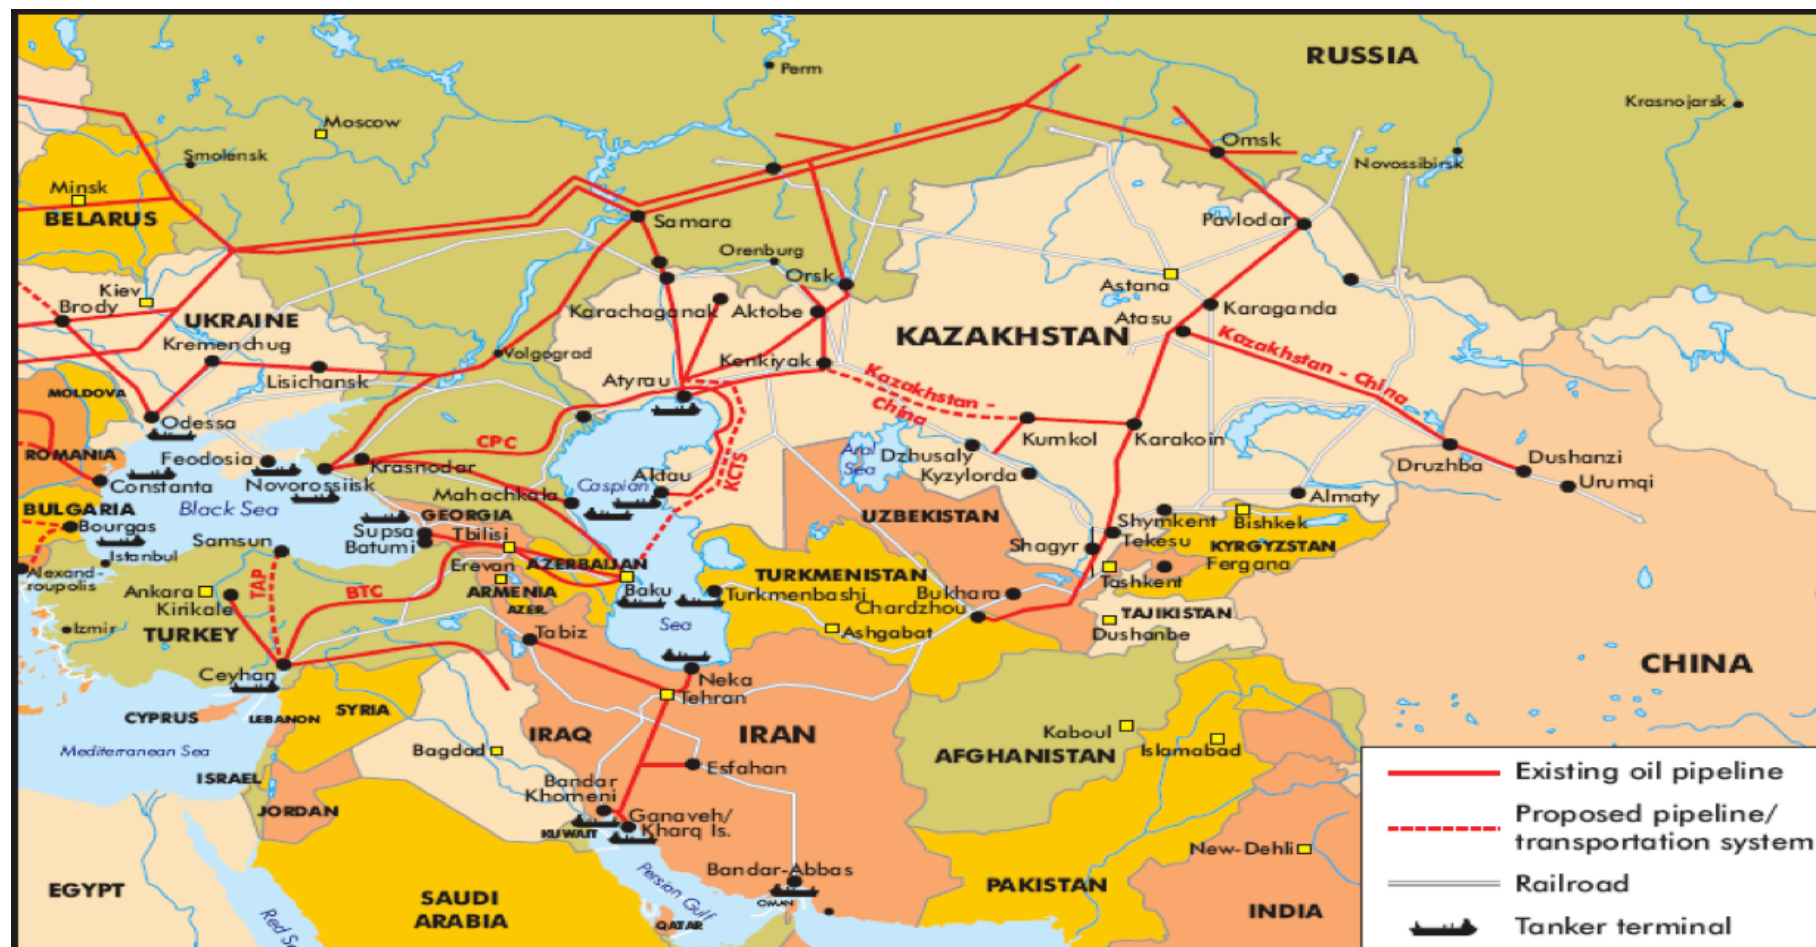 RUSSIA
Perm
Krasnojarsk
Moscow
Omsk
Smolensk
Novossibirsk
Minsk
BELARUS
Samara
Pavlodar
Orenburg
Orsk
Astana
Kiev
Brody
UKRAINE
Karachaganak
Aktobe
Karaganda
Atasu
KAZAKHSTAN
Kremenchug
Volgograd
Kenkiyak
Kazakhstan - China
Lisichansk
Atyrau
Kazakhstan -
China
MOLDOVA
Odessa
CPC
Kumkol
Karakoin
ROMANIA
Feodosia
Krasnodar
Aral
Sea
Dzhusaly
Druzhba
Dushanzi
Constanta
Novorossiisk
Aktau
KCTS
Kyzylorda
Urumqi
Mahachkala
Caspian
Almaty
BULGARIA
Black Sea
GEORGIA
UZBEKISTAN
Shymkent
Bishkek
Bourgas
Supsa
Tbilisi
Tekesu
Samsun
Batumi
Shagyr
KYRGYZSTAN
Istanbul
Erevan
AZERBAIJAN
Fergana
Alexand-
roupolis
TAP
BTC
TURKMENISTAN
Tashkent
Ankara
ARMENIA
Baku
Turkmenbashi
Bukhara
Kirikale
AZER.
Chardzhou
TAJIKISTAN
Izmir
TURKEY
Tabiz
Sea
Ashgabat
Dushanbe
Ceyhan
Neka
CHINA
Tehran
CYPRUS
LEBANON
SYRIA
IRAQ
IRAN
Kaboul
Mediterranean Sea
Bagdad
AFGHANISTAN
Islamabad
ISRAEL
Esfahan
Existing oil pipeline
Bandar
Khomeni
JORDAN
Ganaveh/
Kharq Is.
Proposed pipeline/
transportation system
KUWAIT
New-Dehli
EGYPT
Persian Gulf
Bandar-Abbas
PAKISTAN
Railroad
SAUDI
ARABIA
OMAN
INDIA
Red S
QATAR
Tanker terminal